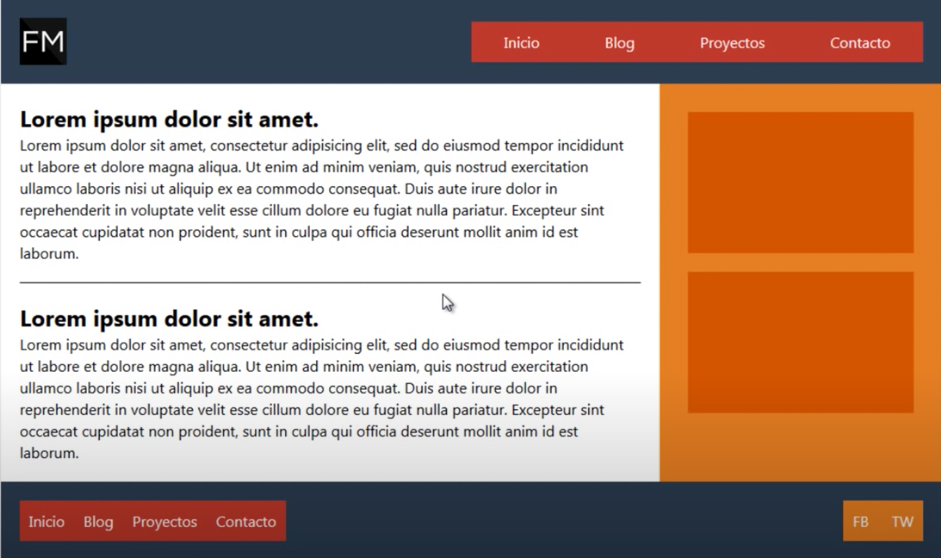 FM
Inicio Blog Proyectos Contacto
Lorem ipsum dolor sit amet.
Lorem ipsum dolor sit amet, consectetur adipisicing elit, sed do eiusmod tempor incididunt
ut labore et dolore magna aliqua. Ut enim ad minim veniam, quis nostrud exercitation
ullamco laboris nisi ut aliquip ex ea commodo consequat. Duis aute irure dolor in
reprehenderit in voluptate velit esse cillum dolore eu fugiat nulla pariatur. Excepteur sint
occaecat cupidatat non proident, sunt in culpa qui officia deserunt mollit anim id est
laborum.
Lorem ipsum dolor sit amet.
Lorem ipsum dolor sit amet, consectetur adipisicing elit, sed do eiusmod tempor incididunt
ut labore et dolore magna aliqua. Ut enim ad minim veniam, quis nostrud exercitation
ullamco laboris nisi ut aliquip ex ea commodo consequat. Duis aute irure dolor in
reprehenderit in voluptate velit esse cillum dolore eu fugiat nulla pariatur. Excepteur sint
occaecat cupidatat non proident, sunt in culpa qui officia deserunt mollit anim id est
laborum.
Inicio Blog Proyectos Contacto
FB TW